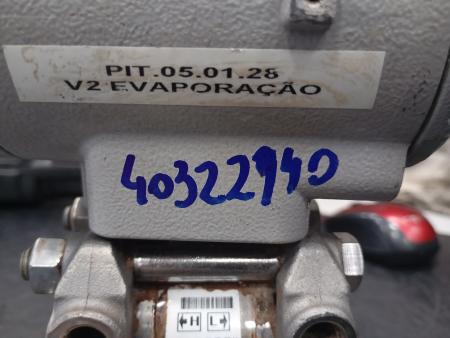 PIT.05.01.28
V2 EVAPORAÇÃO
40322940
H L